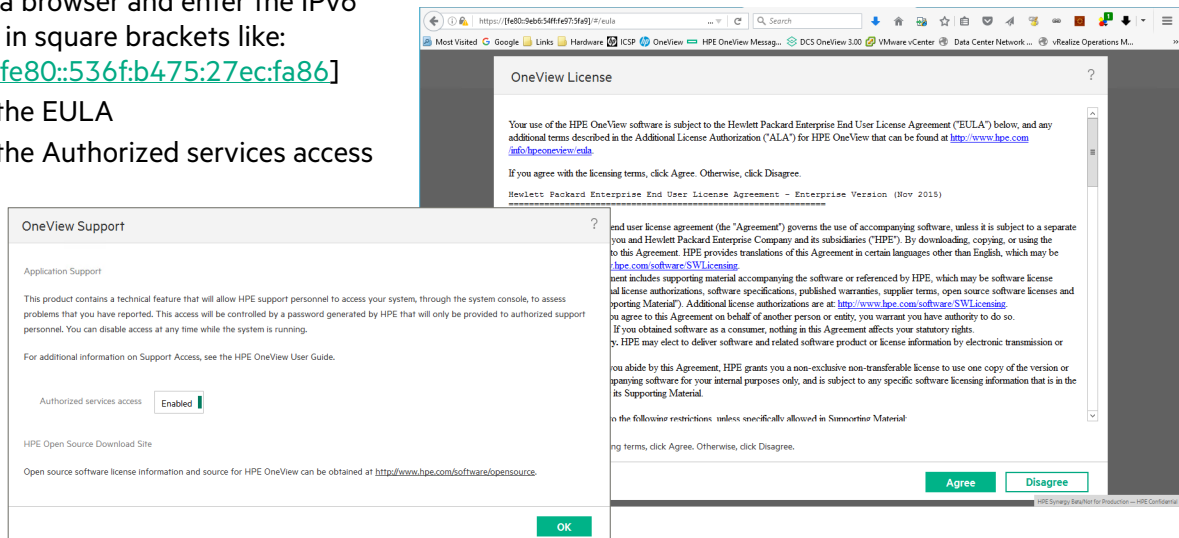 a browser and enter the IPv6
in square brackets like:
fe80::536f:b475:27ec:fa86]
the EULA
the Authorized services access
https://[fe80::9eb6:54ff:fe97:5fa9]/#/eula
Search
Most Visited Google Links Hardware ICSP OneView HPE OneView Messag... DCS OneView 3.00 VMware vCenter Data Center Network ... vRealize Operations M... »
OneView License ?
Your use of the HPE OneView software is subject to the Hewlett Packard Enterprise End User License Agreement ("EULA") below, and any
additional terms described in the Additional License Authorization ("ALA") for HPE OneView that can be found at http://www.hpe.com
/info/hpeoneview/eula.
If you agree with the licensing terms, click Agree. Otherwise, click Disagree.
Hewlett Packard Enterprise End User License Agreement - Enterprise Version (Nov 2015)
end user license agreement (the "Agreement") governs the use of accompanying software, unless it is subject to a separate
you and Hewlett Packard Enterprise Company and its subsidiaries ("HPE"). By downloading, copying, or using the
to this Agreement. HPE provides translations of this Agreement in certain languages other than English, which may be
.hpe.com/software/SWLicensing.
ment includes supporting material accompanying the software or referenced by HPE, which may be software license
al license authorizations, software specifications, published warranties, supplier terms, open source software licenses and
pporting Material"). Additional license authorizations are at: http://www.hpe.com/software/SWLicensing.
ou agree to this Agreement on behalf of another person or entity, you warrant you have authority to do so.
If you obtained software as a consumer, nothing in this Agreement affects your statutory rights.
y. HPE may elect to deliver software and related software product or license information by electronic transmission or
you abide by this Agreement, HPE grants you a non-exclusive non-transferable license to use one copy of the version or
mpanying software for your internal purposes only, and is subject to any specific software licensing information that is in the
its Supporting Material.
to the following restrictions, unless specifically allowed in Supporting Material:
ng terms, click Agree. Otherwise, click Disagree.
Agree Disagree
HPE Synergy Beta/Not for Production — HPE Confidential
OneView Support ?
Application Support
This product contains a technical feature that will allow HPE support personnel to access your system, through the system console, to assess
problems that you have reported. This access will be controlled by a password generated by HPE that will only be provided to authorized support
personnel. You can disable access at any time while the system is running.
For additional information on Support Access, see the HPE OneView User Guide.
Authorized services access Enabled
HPE Open Source Download Site
Open source software license information and source for HPE OneView can be obtained at http://www.hpe.com/software/opensource.
OK